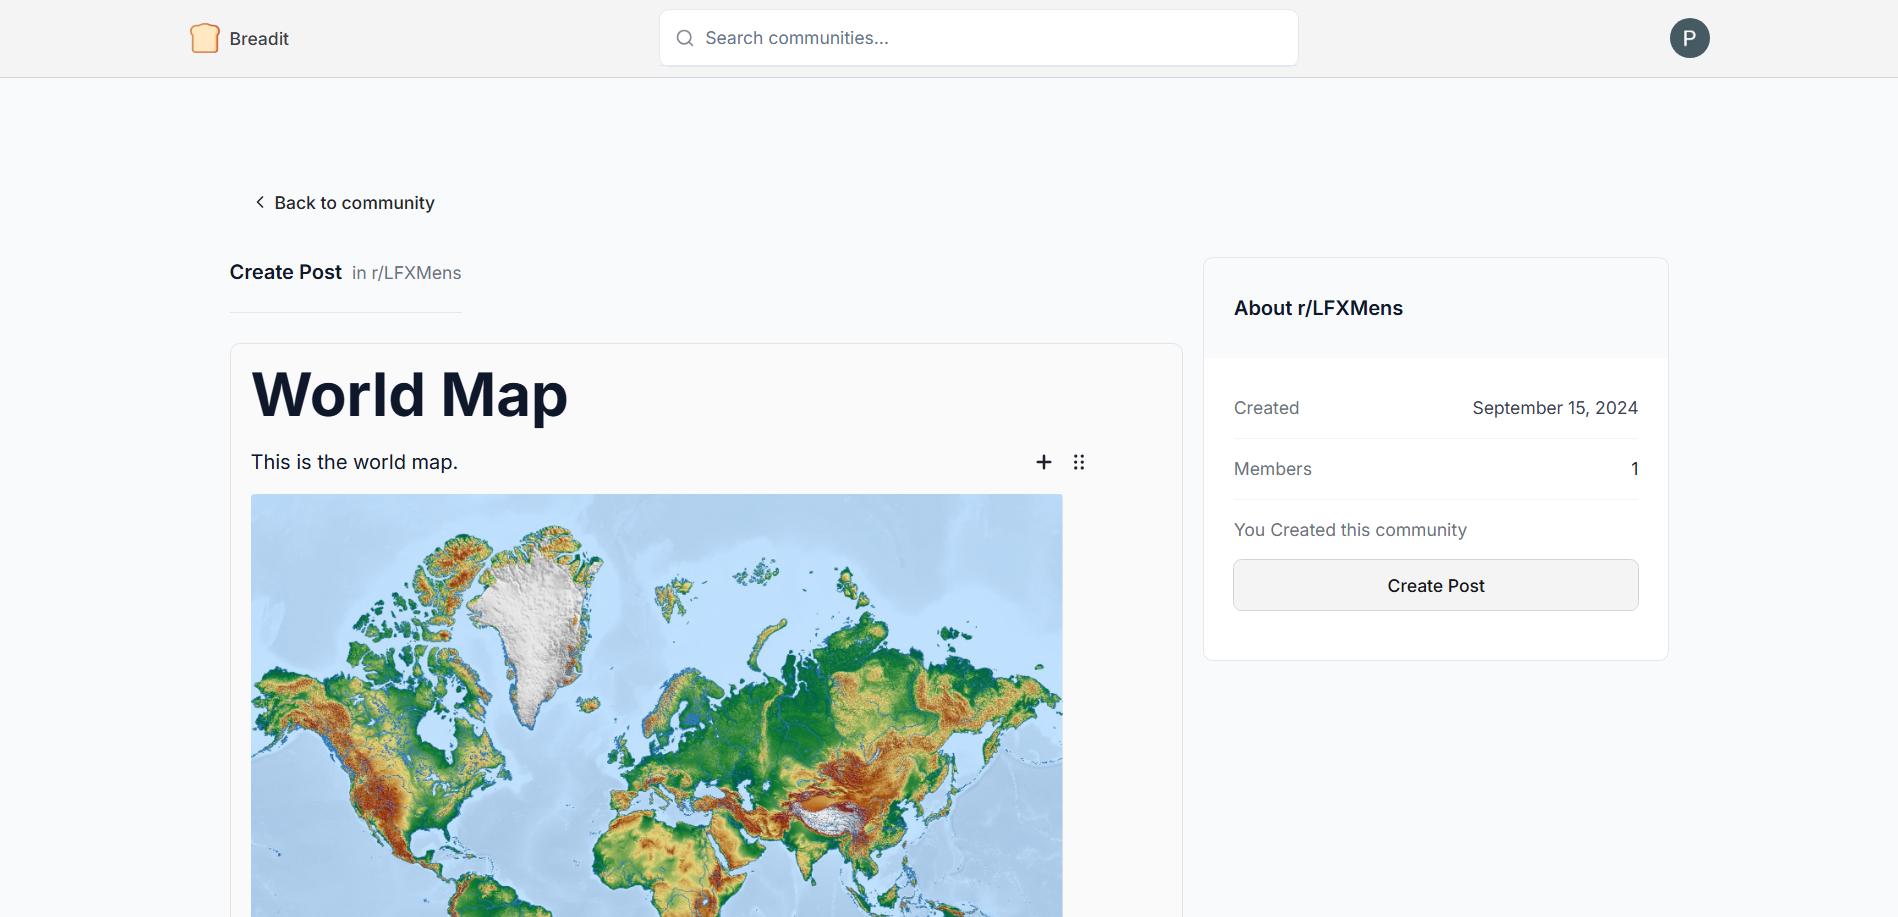 Breadit
Search communities...
P
Back to community
Create Post in r/LFXMens
World Map
This is the world map.
About r/LFXMens
Created September 15, 2024
Members 1
You Created this community
Create Post